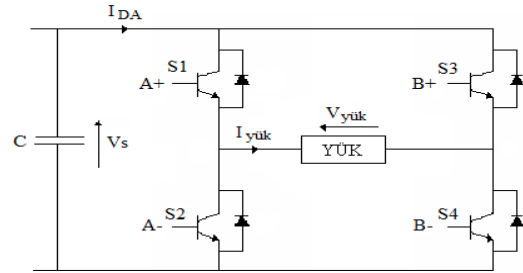 I DA
S1
A+
S3
B+
V yük
C
Vs
I yük
YÜK
S2
A-
S4
B-